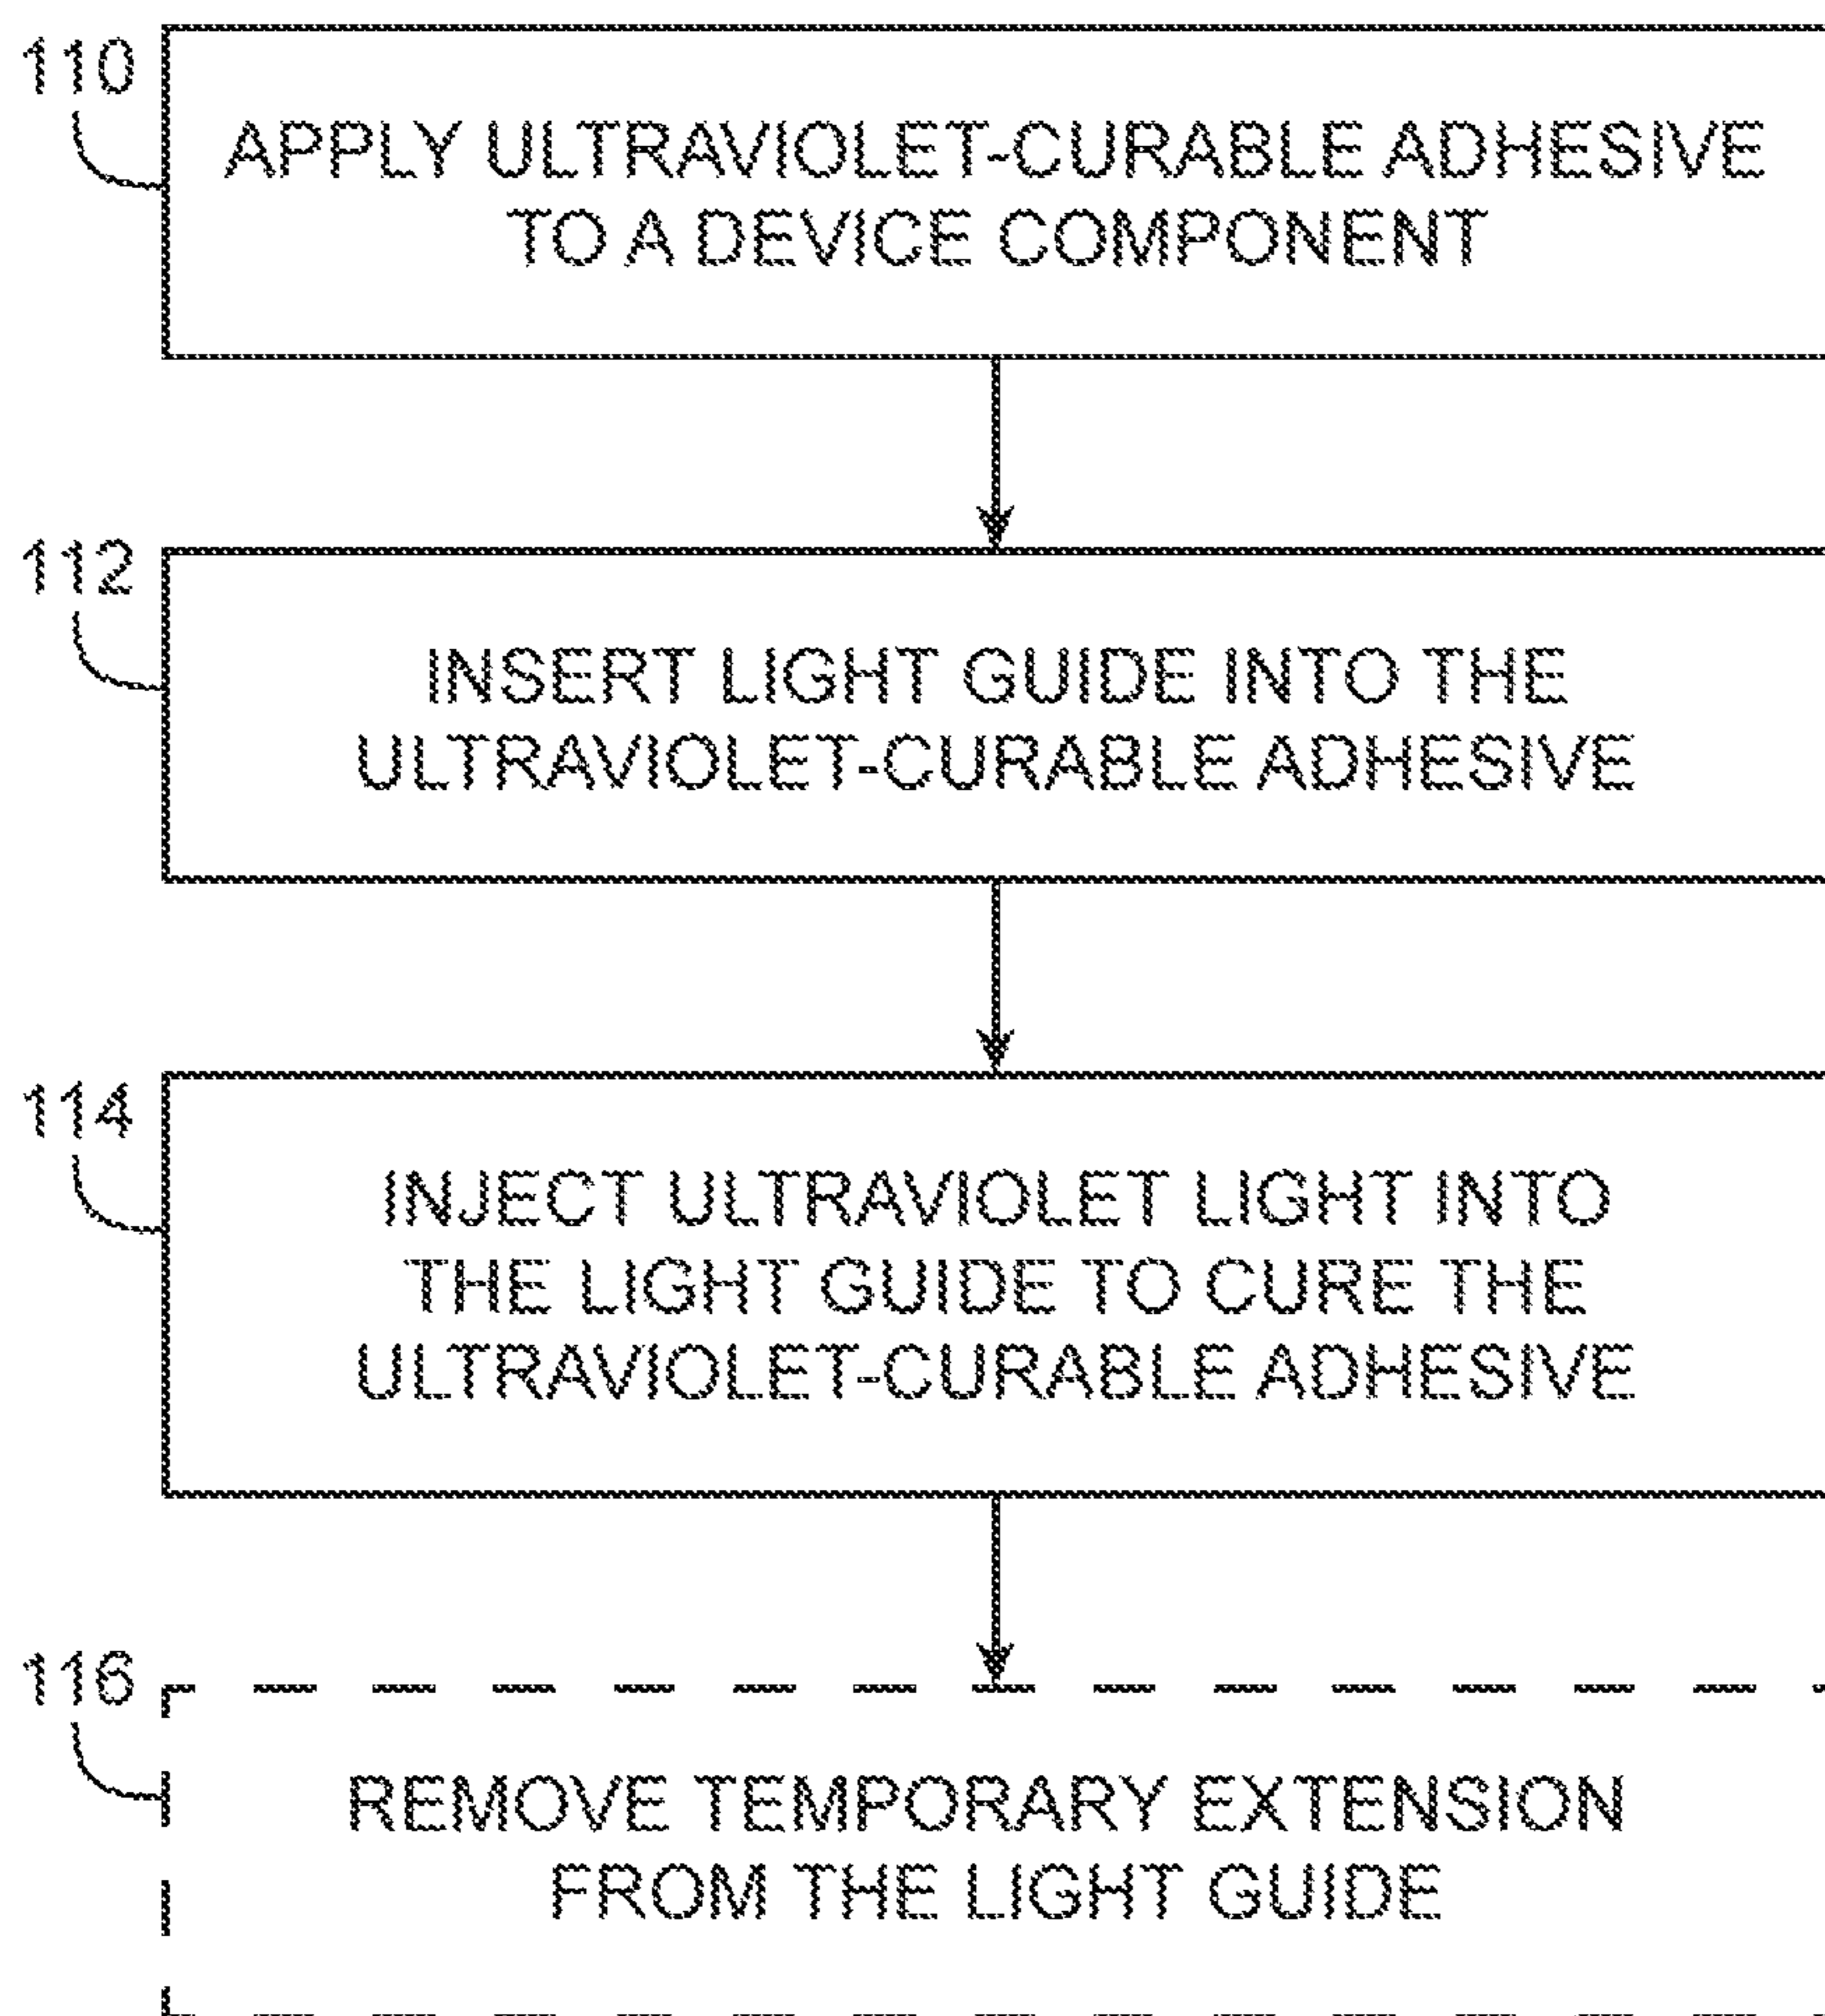 110
APPLY ULTRAVIOLET-CURABLE ADHESIVE
TO A DEVICE COMPONENT
112
INSERT LIGHT GUIDE INTO THE
ULTRAVIOLET-CURABLE ADHESIVE
114
INJECT ULTRAVIOLET LIGHT INTO
THE LIGHT GUIDE TO CURE THE
ULTRAVIOLET-CURABLE ADHESIVE
116
REMOVE TEMPORARY EXTENSION
FROM THE LIGHT GUIDE